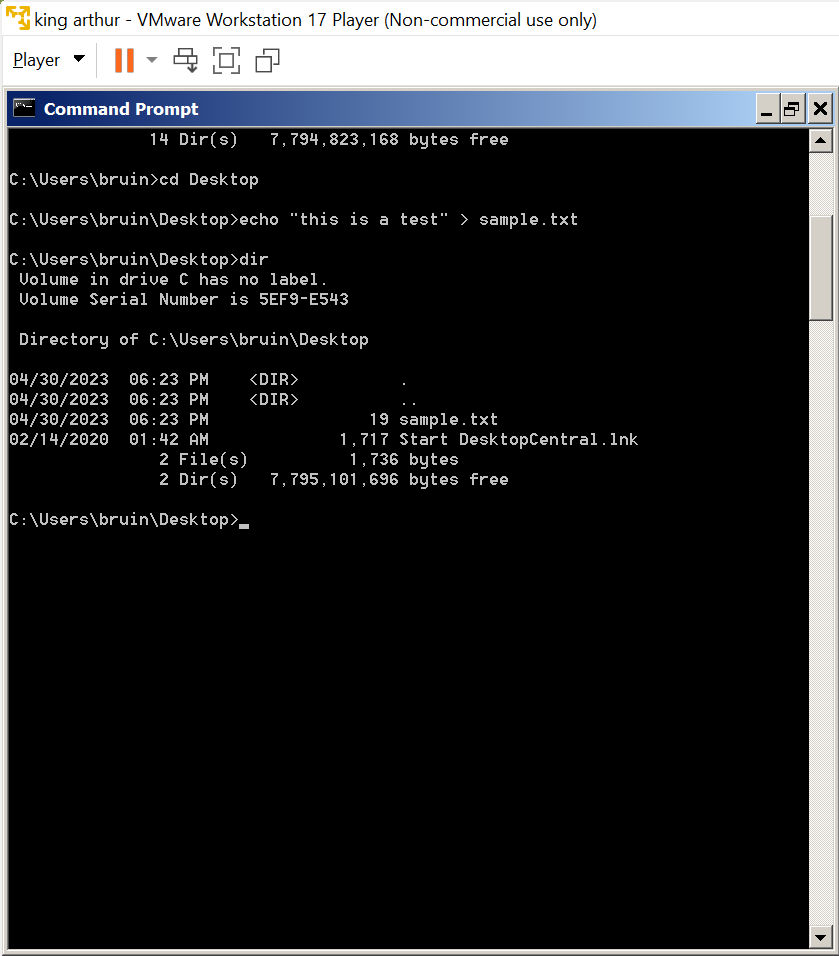 king arthur - VMware Workstation 17 Player (Non-commercial use only)
Player
Command Prompt
14 Dir(s)   7,794,823,168 bytes free
C:\Users\bruin>cd Desktop
C:\Users\bruin\Desktop>echo "this is a test" > sample.txt
C:\Users\bruin\Desktop>dir
Volume in drive C has no label.
Volume Serial Number is 5EF9-E543
Directory of C:\Users\bruin\Desktop
04/30/2023  06:23 PM    <DIR>          .
04/30/2023  06:23 PM    <DIR>          ..
04/30/2023  06:23 PM                19 sample.txt
02/14/2020  01:42 AM             1,717 Start DesktopCentral.lnk
2 File(s)          1,736 bytes
2 Dir(s)   7,795,101,696 bytes free
C:\Users\bruin\Desktop>_